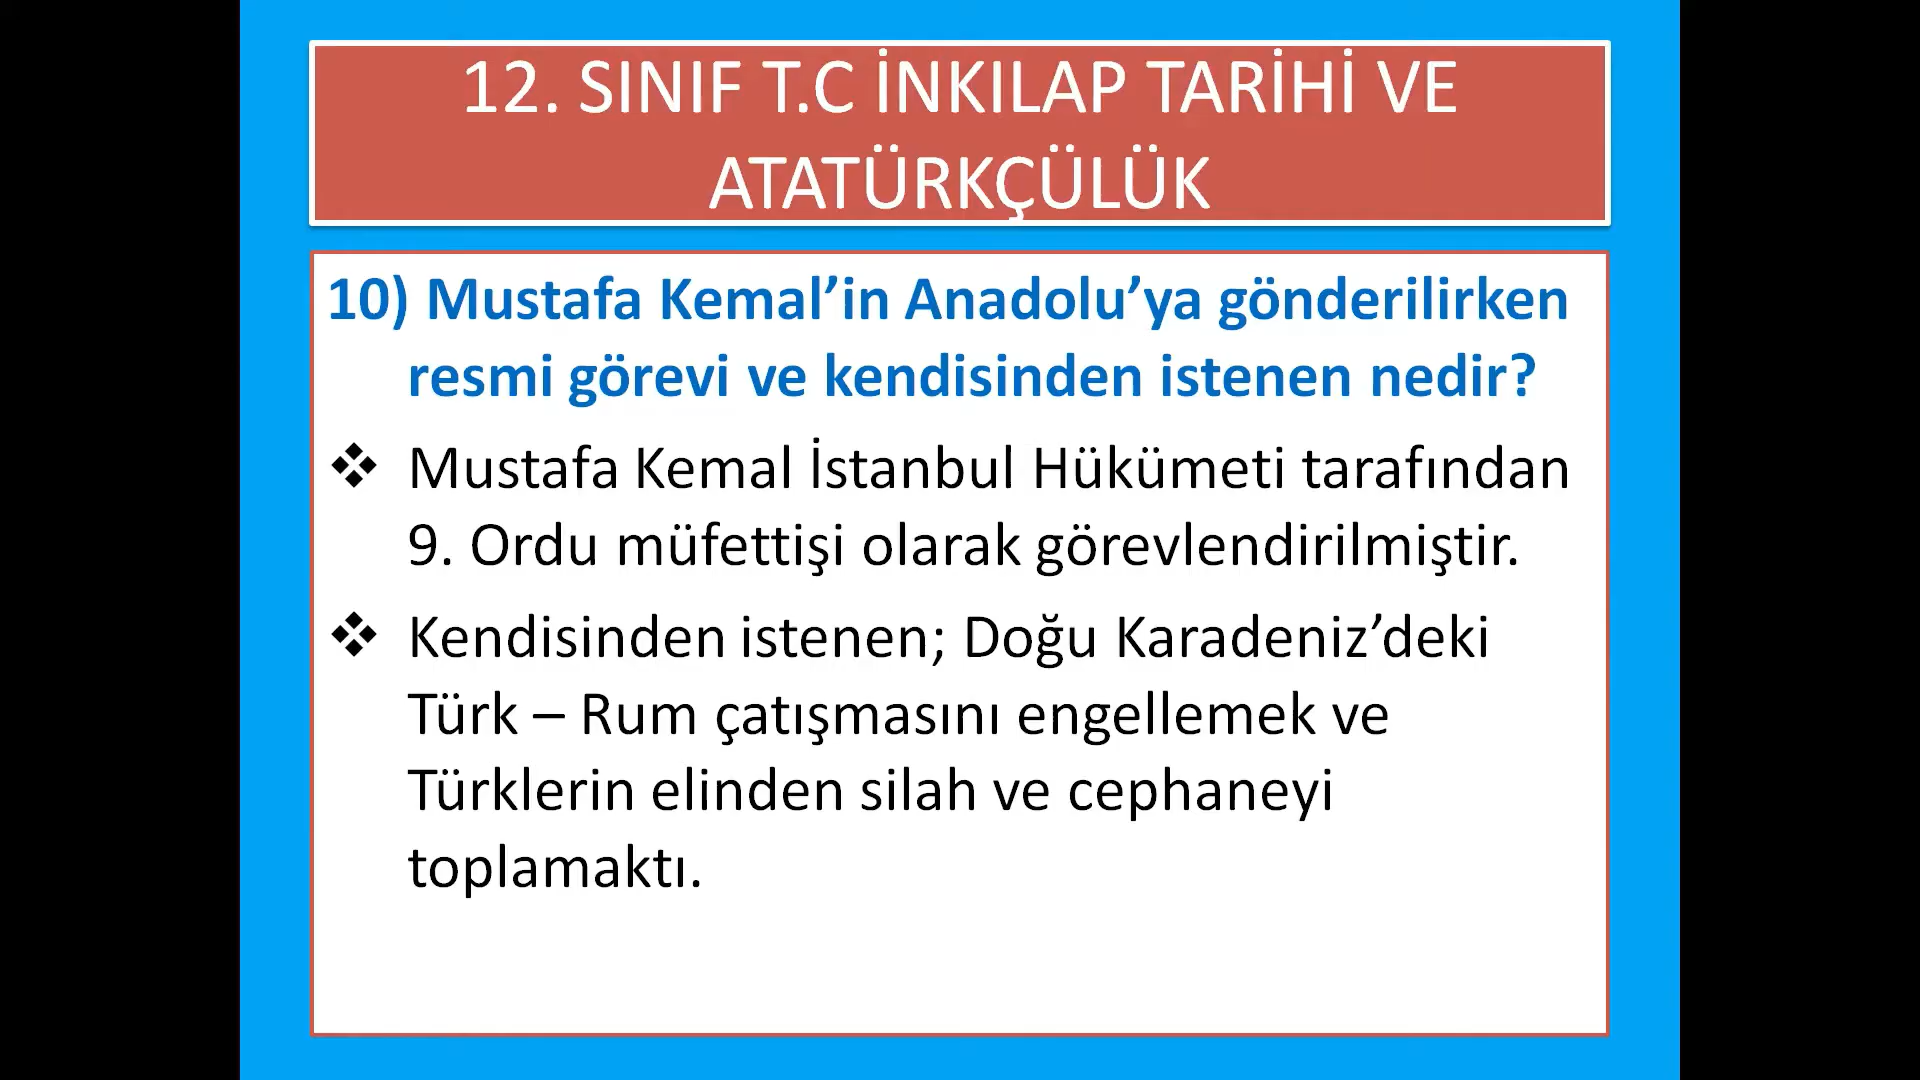 12. SINIF T.C İNKILAP TARİHİ VE
ATATÜRKÇÜLÜK
10) Mustafa Kemal’in Anadolu’ya gönderilirken
resmi görevi ve kendisinden istenen nedir?
❖ Mustafa Kemal İstanbul Hükümeti tarafından
9. Ordu müfettişi olarak görevlendirilmiştir.
❖ Kendisinden istenen; Doğu Karadeniz’deki
Türk – Rum çatışmasını engellemek ve
Türklerin elinden silah ve cephaneyi
toplamaktı.